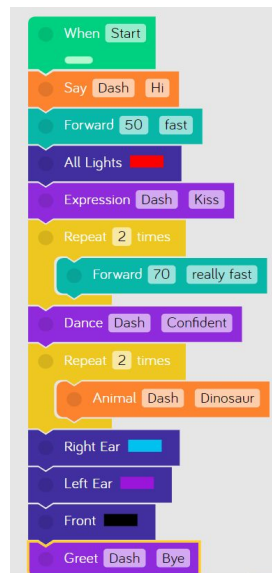 When Start
Say Dash Hi
Forward 50 fast
All Lights
Expression Dash Kiss
Repeat 2 times
Forward 70 really fast
Dance Dash Confident
Repeat 2 times
Animal Dash Dinosaur
Right Ear
Left Ear
Front
Greet Dash Bye